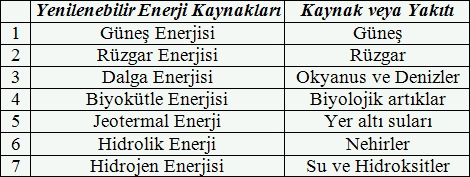 Yenilenebilir Enerji Kaynakları Kaynak veya Yakıtı
1 Güneş Enerjisi Güneş
2 Rüzgar Enerjisi Rüzgar
3 Dalga Enerjisi Okyanus ve Denizler
4 Biyokütle Enerjisi Biyolojik artıklar
5 Jeotermal Enerji Yer altı suları
6 Hidrolik Enerji Nehirler
7 Hidrojen Enerjisi Su ve Hidroksitler